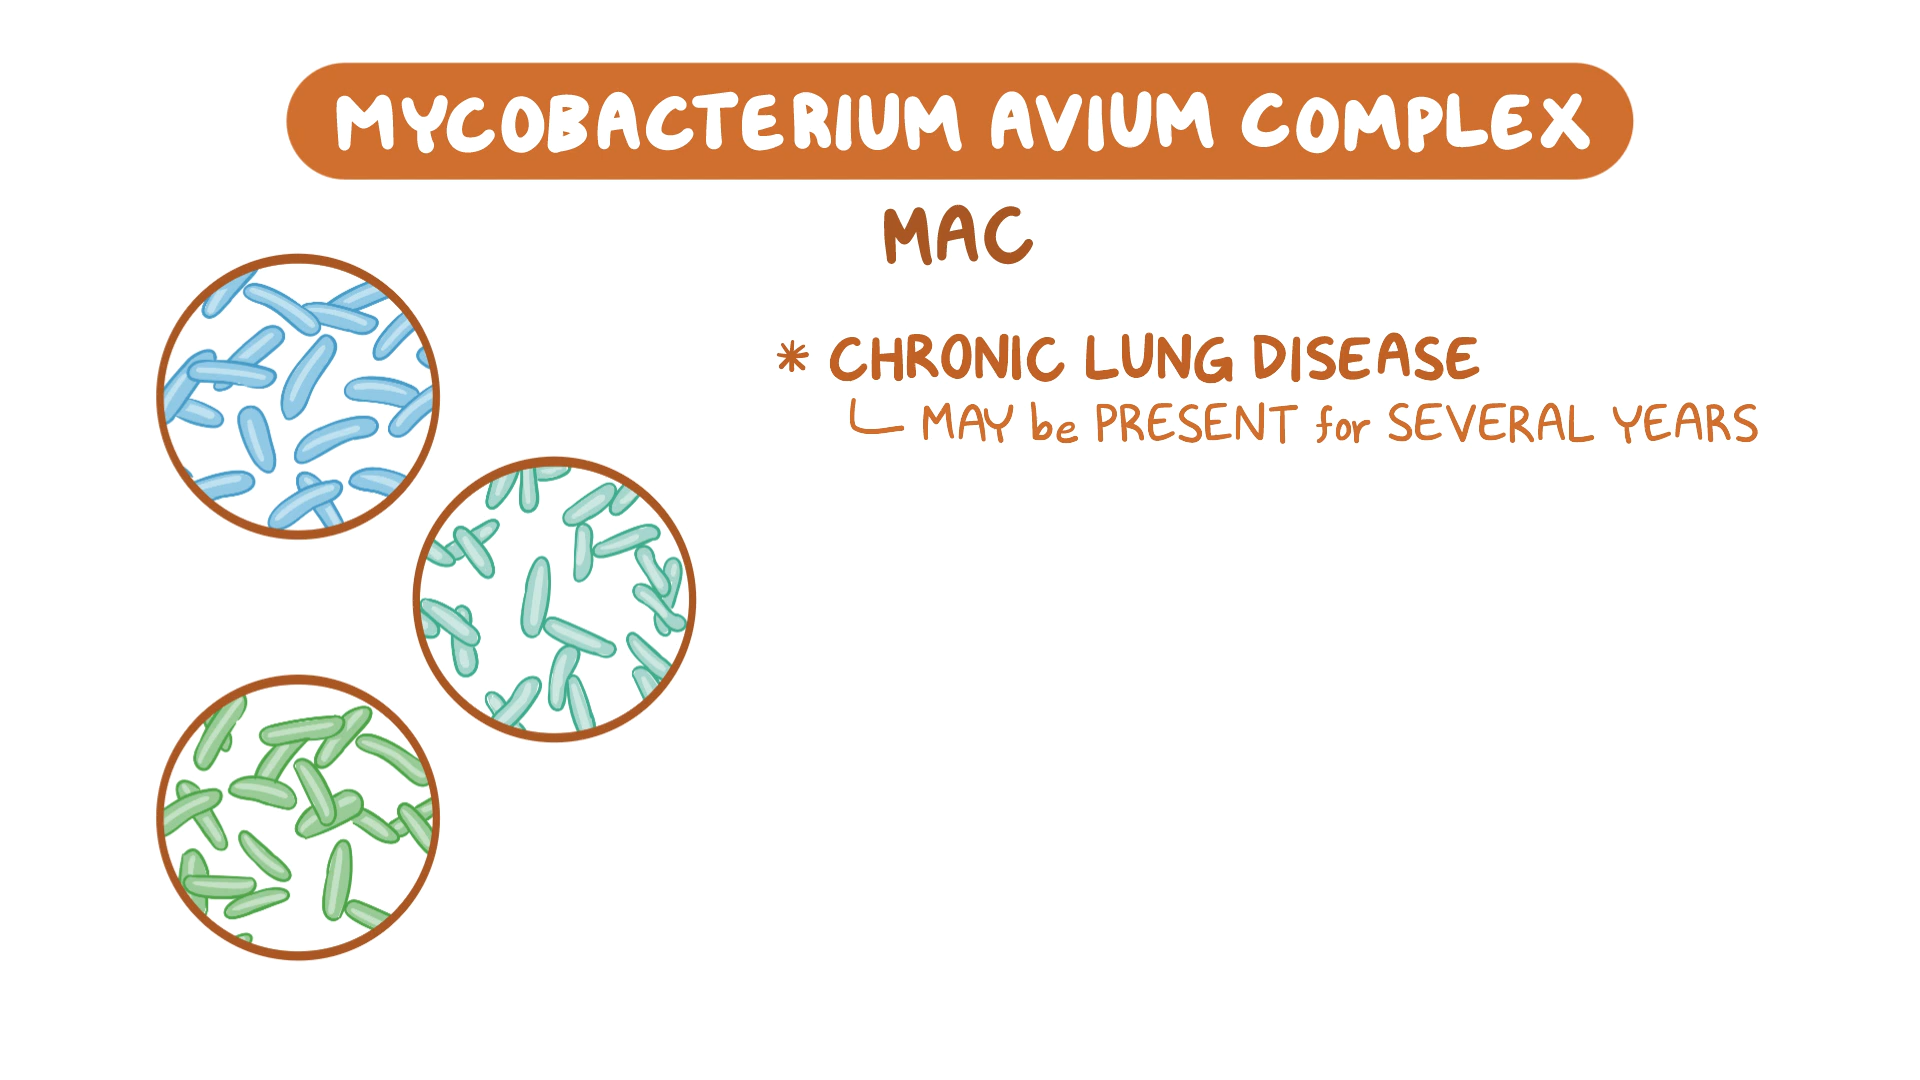 MYCOBACTERIUM AVIUM COMPLEX
MAC
* CHRONIC LUNG DISEASE
MAY be PRESENT for SEVERAL YEARS